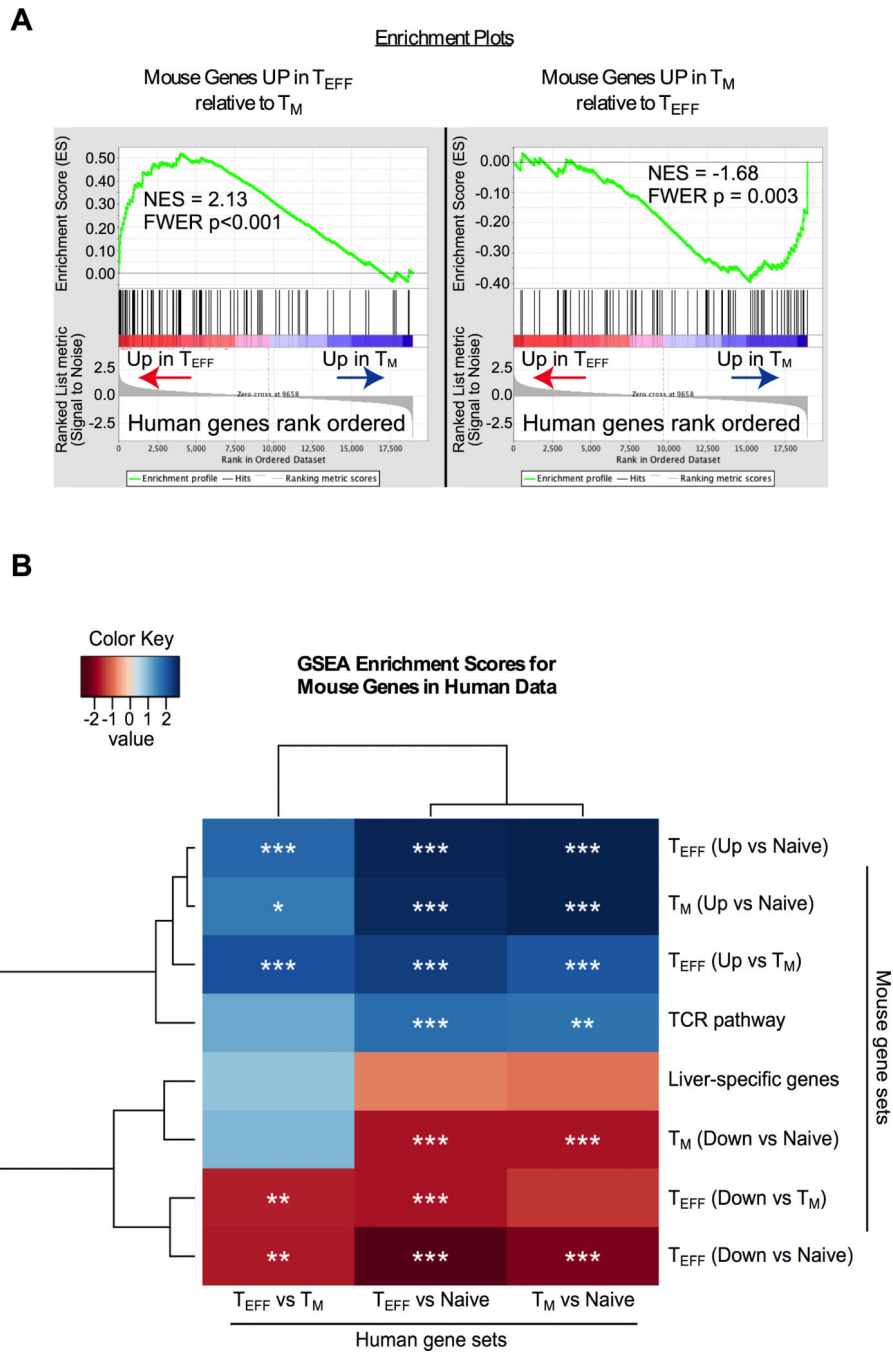 A
Enrichment Plots
Mouse Genes UP in TEFF
relative to TM
Mouse Genes UP in TM
relative to TEFF
Enrichment Score (ES)
0.50
0.40
0.30
0.20
0.10
0.00
NES = 2.13
FWER p<0.001
Up in TEFF
Up in TM
Ranked List metric
(Signal to Noise)
2.5
0.0
-2.5
Zero cross at 9658
Human genes rank ordered
0 2,500 5,000 7,500 10,000 12,500 15,000 17,500
Rank in Ordered Dataset
Enrichment profile Hits Ranking metric scores
Enrichment Score (ES)
0.00
-0.10
-0.20
-0.30
-0.40
NES = -1.68
FWER p = 0.003
Up in TEFF
Up in TM
Ranked List metric
(Signal to Noise)
2.5
0.0
-2.5
Zero cross at 9658
Human genes rank ordered
0 2,500 5,000 7,500 10,000 12,500 15,000 17,500
Rank in Ordered Dataset
Enrichment profile Hits Ranking metric scores
B
Color Key
-2 -1 0 1 2
value
GSEA Enrichment Scores for
Mouse Genes in Human Data
*** *** *** TEFF (Up vs Naive)
* *** *** TM (Up vs Naive)
*** *** *** TEFF (Up vs TM)
*** ** TCR pathway
Liver-specific genes
*** *** TM (Down vs Naive)
** *** TEFF (Down vs TM)
** *** *** TEFF (Down vs Naive)
Mouse gene sets
TEFF vs TM TEFF vs Naive TM vs Naive
Human gene sets